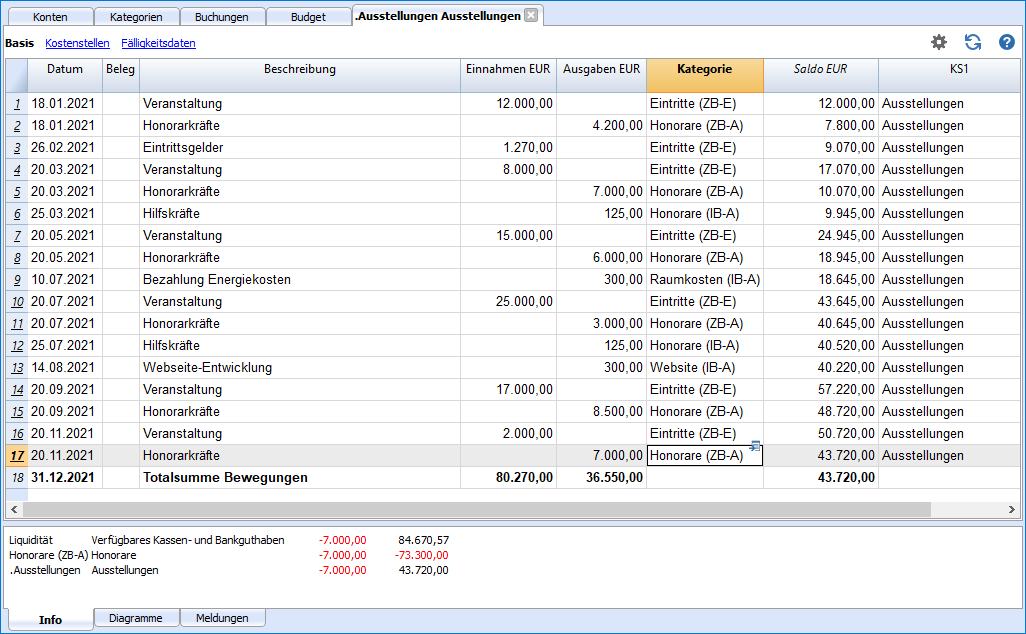 Konten Kategorien Buchungen Budget .Ausstellungen Ausstellungen
Basis Kostenstellen Fälligkeitsdaten
Datum Beleg Beschreibung Einnahmen EUR Ausgaben EUR Kategorie Saldo EUR KS1
1 18.01.2021 Veranstaltung 12.000,00 Eintritte (ZB-E) 12.000,00 Ausstellungen
2 18.01.2021 Honorarkräfte 4.200,00 Honorare (ZB-A) 7.800,00 Ausstellungen
3 26.02.2021 Eintrittsgelder 1.270,00 Eintritte (ZB-E) 9.070,00 Ausstellungen
4 20.03.2021 Veranstaltung 8.000,00 Eintritte (ZB-E) 17.070,00 Ausstellungen
5 20.03.2021 Honorarkräfte 7.000,00 Honorare (ZB-A) 10.070,00 Ausstellungen
6 25.03.2021 Hilfskräfte 125,00 Honorare (IB-A) 9.945,00 Ausstellungen
7 20.05.2021 Veranstaltung 15.000,00 Eintritte (ZB-E) 24.945,00 Ausstellungen
8 20.05.2021 Honorarkräfte 6.000,00 Honorare (ZB-A) 18.945,00 Ausstellungen
9 10.07.2021 Bezahlung Energiekosten 300,00 Raumkosten (IB-A) 18.645,00 Ausstellungen
10 20.07.2021 Veranstaltung 25.000,00 Eintritte (ZB-E) 43.645,00 Ausstellungen
11 20.07.2021 Honorarkräfte 3.000,00 Honorare (ZB-A) 40.645,00 Ausstellungen
12 25.07.2021 Hilfskräfte 125,00 Honorare (IB-A) 40.520,00 Ausstellungen
13 14.08.2021 Webseite-Entwicklung 300,00 Website (IB-A) 40.220,00 Ausstellungen
14 20.09.2021 Veranstaltung 17.000,00 Eintritte (ZB-E) 57.220,00 Ausstellungen
15 20.09.2021 Honorarkräfte 8.500,00 Honorare (ZB-A) 48.720,00 Ausstellungen
16 20.11.2021 Veranstaltung 2.000,00 Eintritte (ZB-E) 50.720,00 Ausstellungen
17 20.11.2021 Honorarkräfte 7.000,00 Honorare (ZB-A) 43.720,00 Ausstellungen
18 31.12.2021 Totalsumme Bewegungen 80.270,00 36.550,00 43.720,00
Liquidität Verfügbares Kassen- und Bankguthaben -7.000,00 84.670,57
Honorare (ZB-A) Honorare -7.000,00 -73.300,00
.Ausstellungen Ausstellungen -7.000,00 43.720,00
Info Diagramme Meldungen